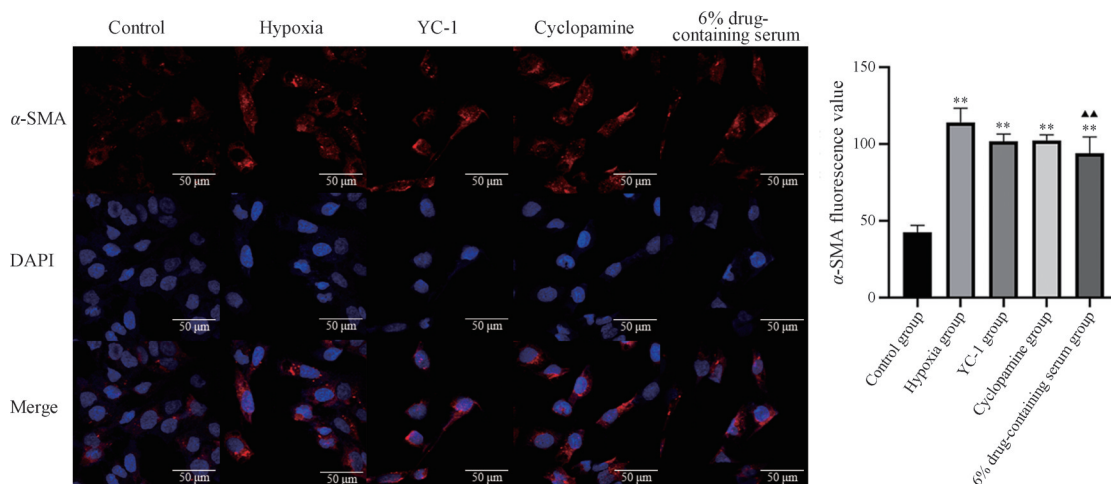 Control Hypoxia YC-1 Cyclopamine 6% drug-
containing serum
α-SMA
50 μm 50 μm 50 μm 50 μm 50 μm
DAPI
50 μm 50 μm 50 μm 50 μm 50 μm
Merge
50 μm 50 μm 50 μm 50 μm 50 μm
α-SMA fluorescence value
150
100
50
0
**
**
**
▲▲
**
Control group
Hypoxia group
YC-1 group
Cyclopamine group
6% drug-containing serum group